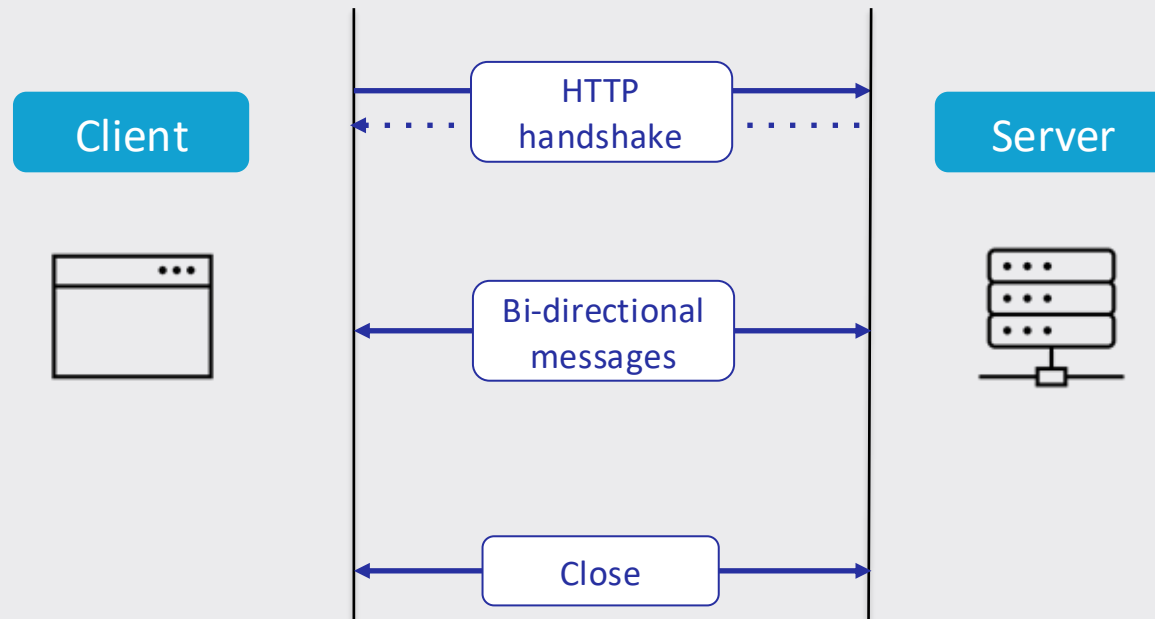 HTTP
handshake
Client
Server
Bi-directional
messages
Close